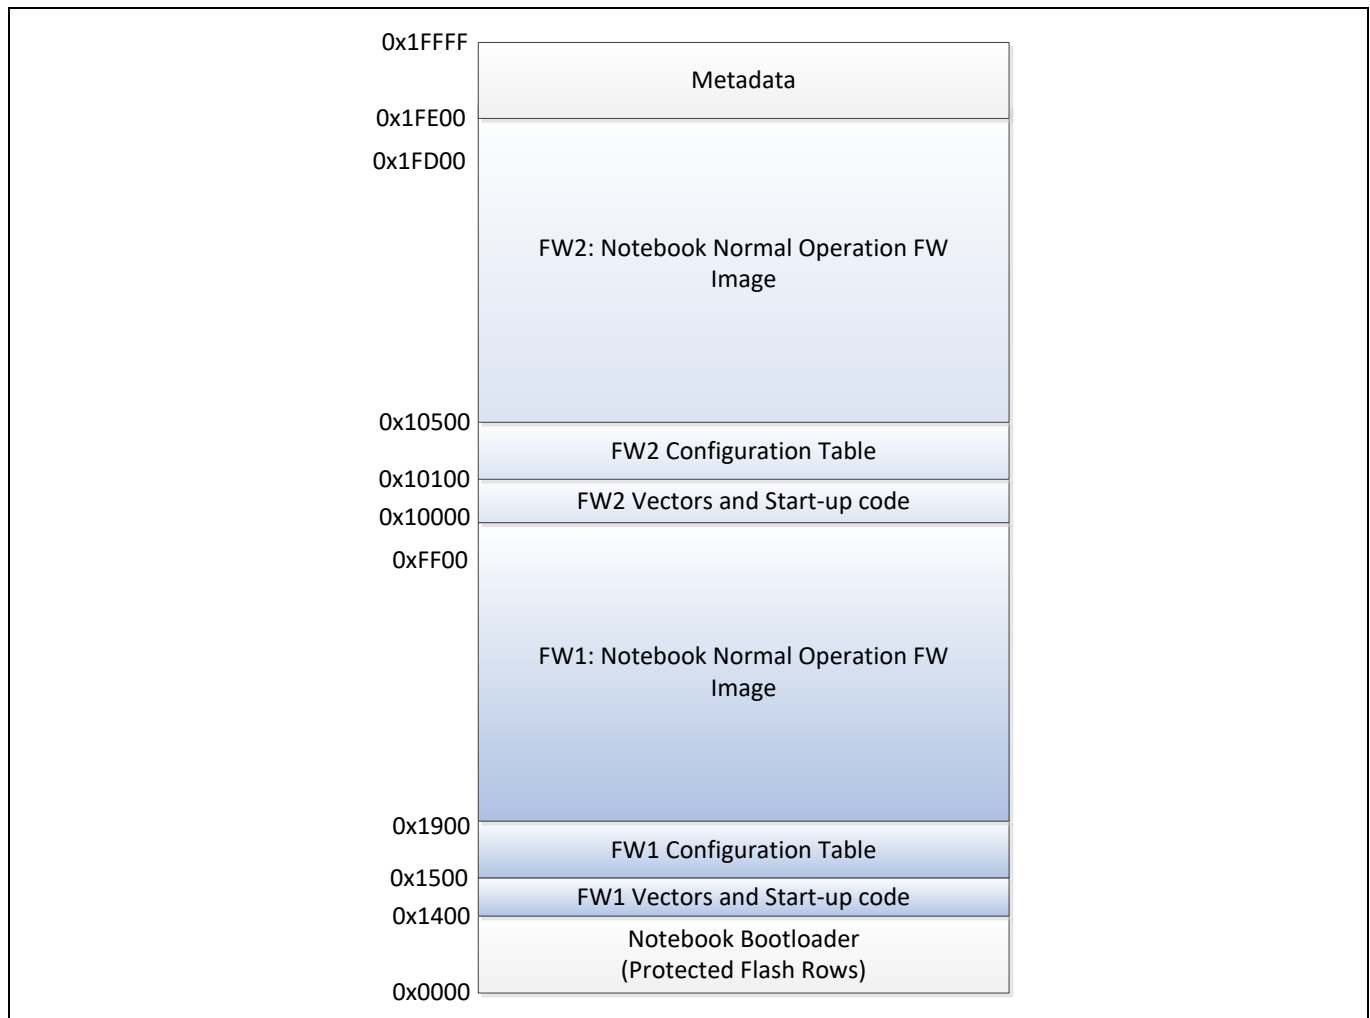 0x1FFFF
Metadata
0x1FE00
0x1FD00
FW2: Notebook Normal Operation FW
Image
0x10500
FW2 Configuration Table
0x10100
FW2 Vectors and Start-up code
0x10000
0xFF00
FW1: Notebook Normal Operation FW
Image
0x1900
FW1 Configuration Table
0x1500
FW1 Vectors and Start-up code
0x1400
Notebook Bootloader
(Protected Flash Rows)
0x0000